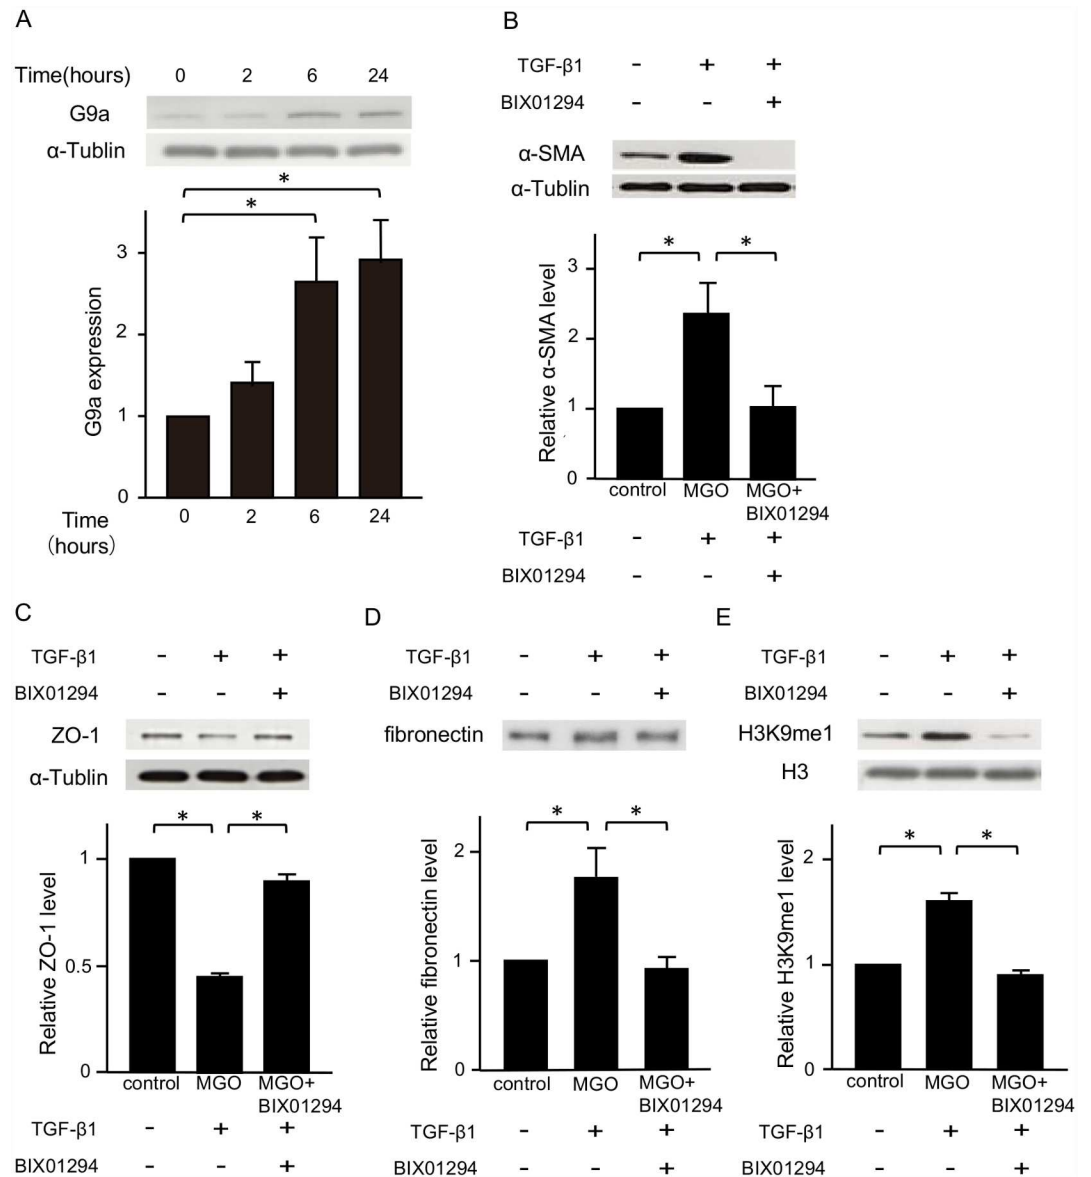 A
Time(hours) 0 2 6 24
G9a
α-Tublin
*
*
3
2
1
0
G9a expression
0 2 6 24
Time
(hours)
B
TGF-β1 - + +
BIX01294 - - +
α-SMA
α-Tublin
* *
3
2
1
0
Relative α-SMA level
control MGO MGO+
BIX01294
TGF-β1 - + +
BIX01294 - - +
C
TGF-β1 - + +
BIX01294 - - +
ZO-1
α-Tublin
* *
1
0.5
0
Relative ZO-1 level
control MGO MGO+
BIX01294
TGF-β1 - + +
BIX01294 - - +
D
TGF-β1 - + +
BIX01294 - - +
fibronectin
* *
2
1
0
Relative fibronectin level
control MGO MGO+
BIX01294
TGF-β1 - + +
BIX01294 - - +
E
TGF-β1 - + +
BIX01294 - - +
H3K9me1
H3
* *
2
1
0
Relative H3K9me1 level
control MGO MGO+
BIX01294
TGF-β1 - + +
BIX01294 - - +